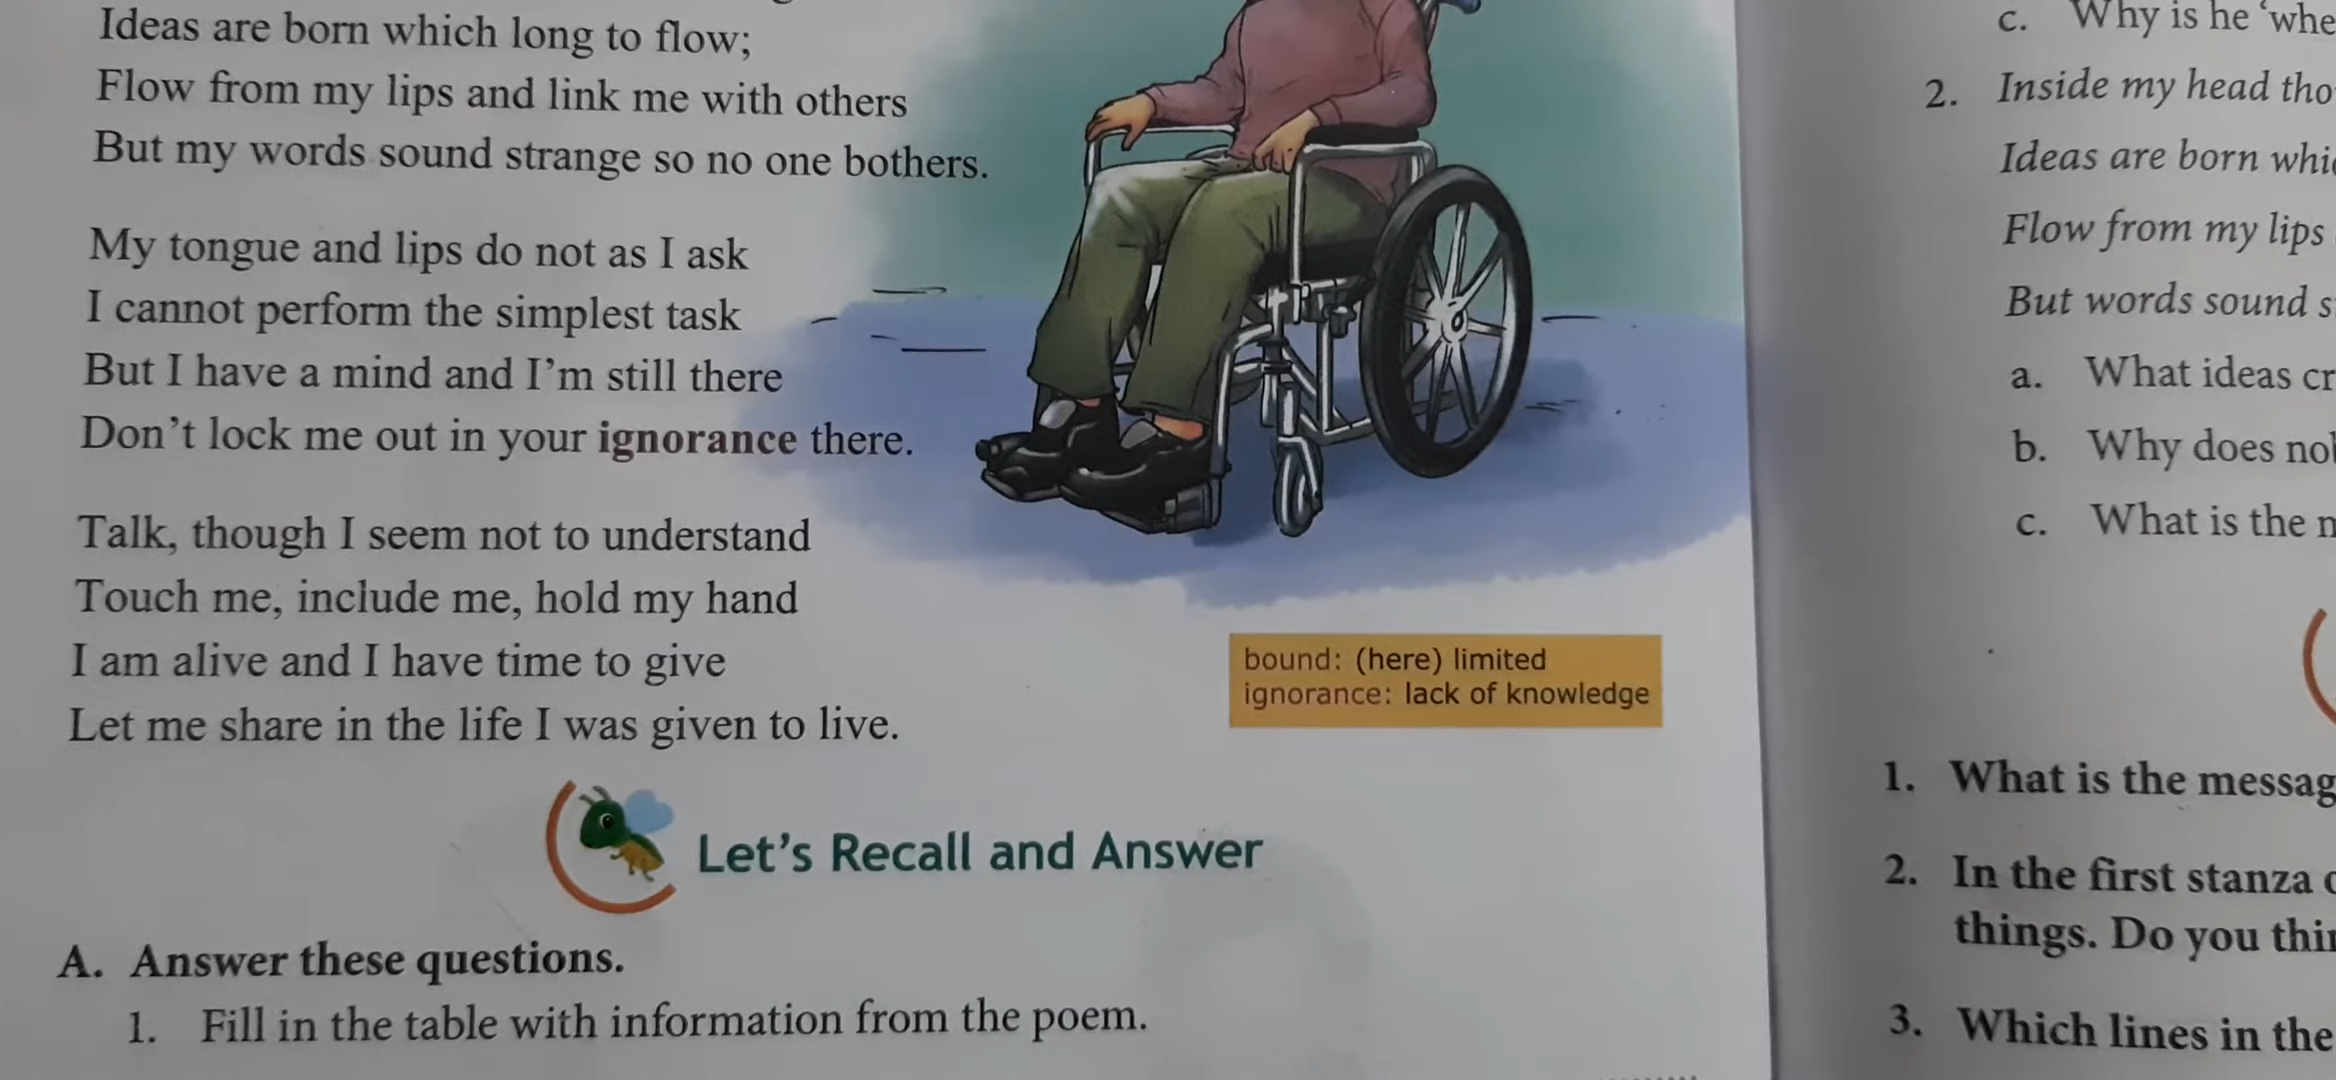 Ideas are born which long to flow;
Flow from my lips and link me with others
But my words sound strange so no one bothers.
My tongue and lips do not as I ask
I cannot perform the simplest task
But I have a mind and I'm still there
Don't lock me out in your ignorance there.
Talk, though I seem not to understand
Touch me, include me, hold my hand
I am alive and I have time to give
Let me share in the life I was given to live.
bound: (here) limited
ignorance: lack of knowledge
Let's Recall and Answer
A. Answer these questions.
1. Fill in the table with information from the poem.
c. Why is he
2. Inside my head
Ideas are born
Flow from my lips
But words sound
a. What ideas
b. Why does
c. What is the
1. What is the
2. In the first stanza
things. Do you
3. Which lines in the